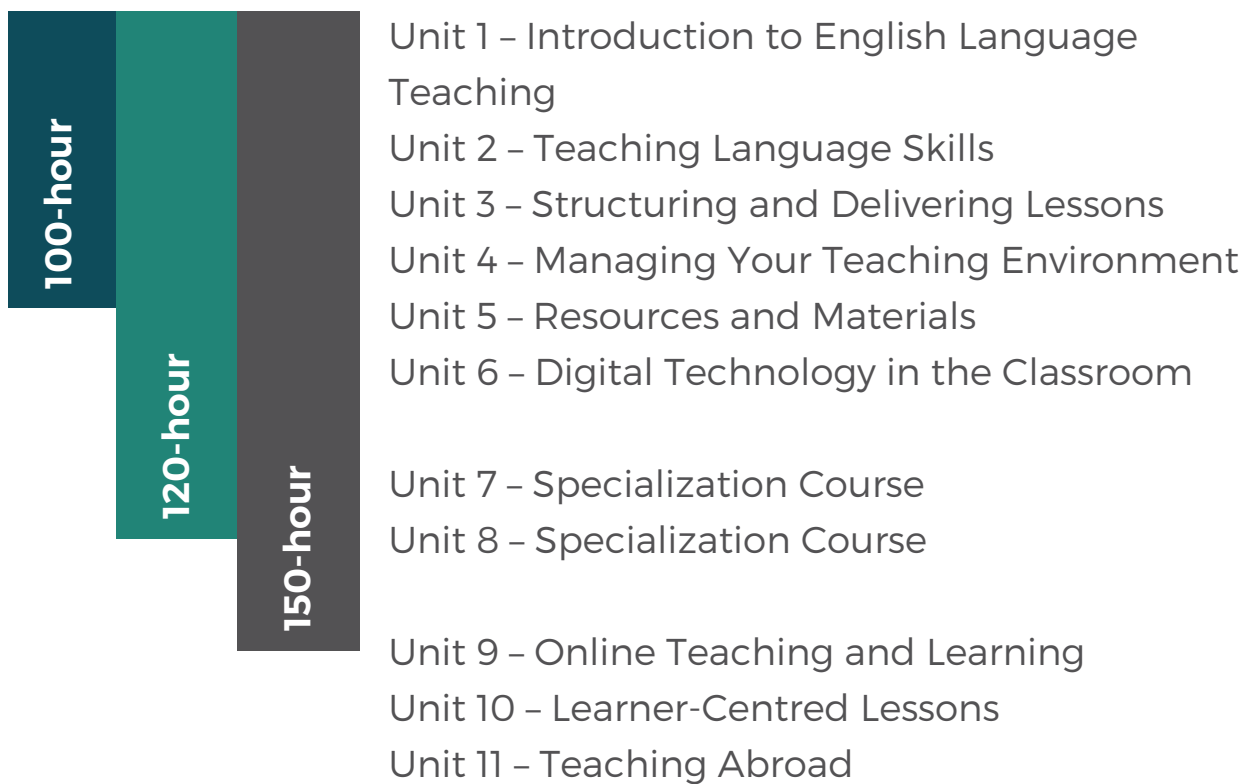 100-hour
120-hour
150-hour
Unit 1 – Introduction to English Language
Teaching
Unit 2 – Teaching Language Skills
Unit 3 – Structuring and Delivering Lessons
Unit 4 – Managing Your Teaching Environment
Unit 5 – Resources and Materials
Unit 6 – Digital Technology in the Classroom
Unit 7 – Specialization Course
Unit 8 – Specialization Course
Unit 9 – Online Teaching and Learning
Unit 10 – Learner-Centred Lessons
Unit 11 – Teaching Abroad